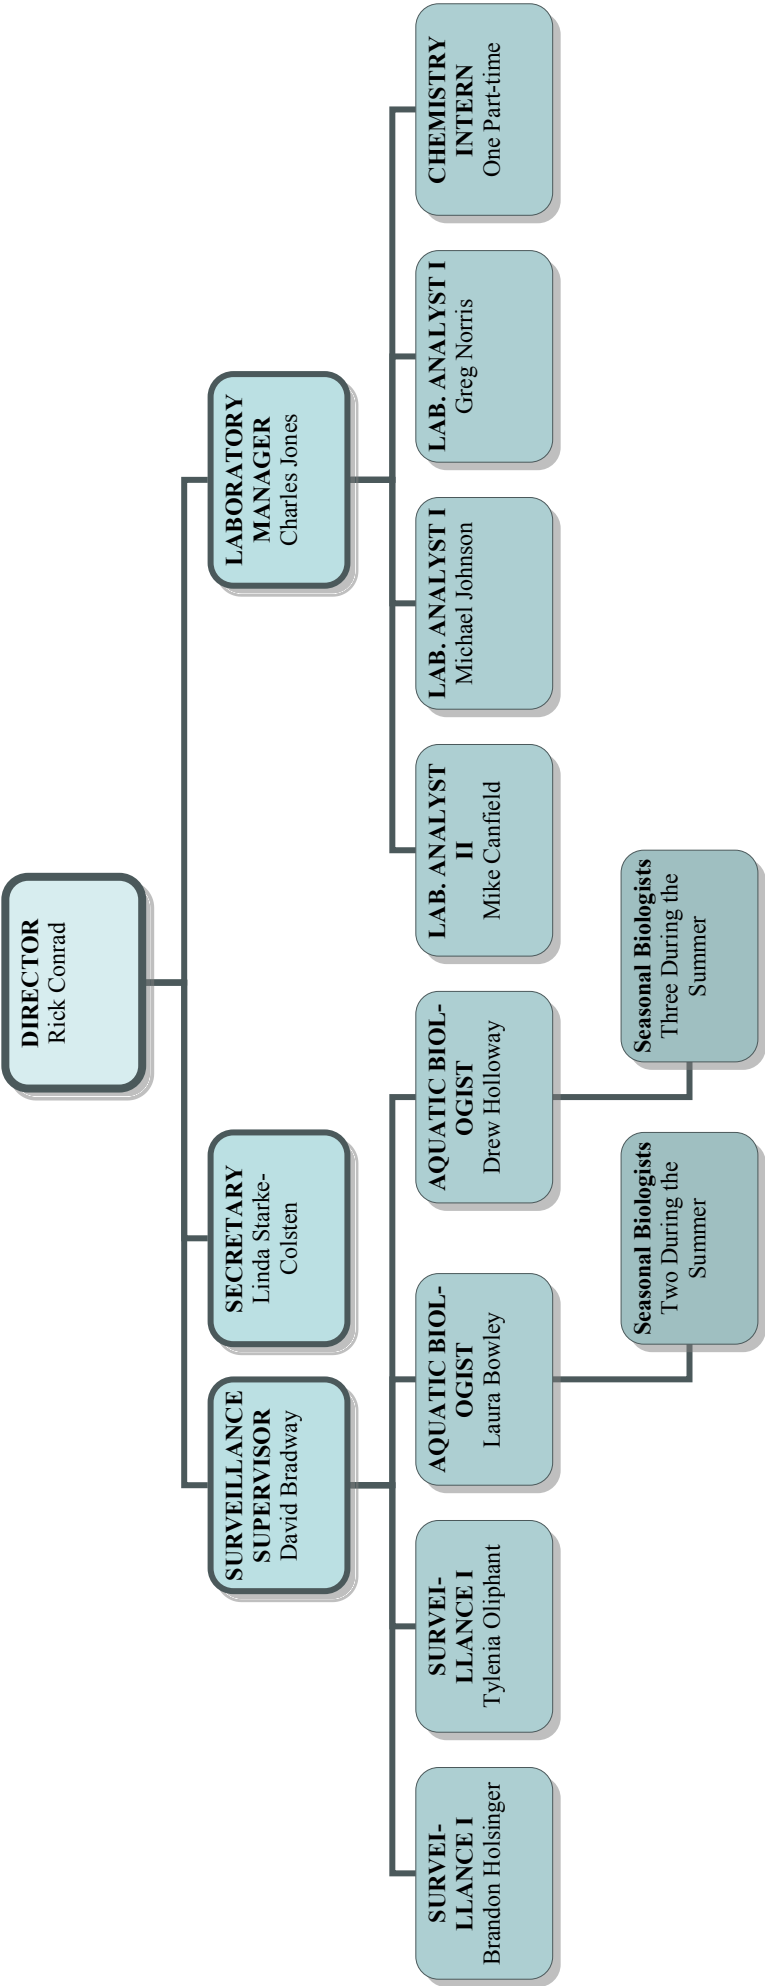 DIRECTOR
Rick Conrad
SURVEILLANCE
SUPERVISOR
David Bradway
SECRETARY
Linda Starke-
Colsten
LABORATORY
MANAGER
Charles Jones
SURVEI-
LLANCE I
Brandon Holsinger
SURVEI-
LLANCE I
Tylenia Oliphant
AQUATIC BIOL-
OGIST
Laura Bowley
AQUATIC BIOL-
OGIST
Drew Holloway
LAB. ANALYST
II
Mike Canfield
LAB. ANALYST I
Michael Johnson
LAB. ANALYST I
Greg Norris
CHEMISTRY
INTERN
One Part-time
Seasonal Biologists
Two During the
Summer
Seasonal Biologists
Three During the
Summer